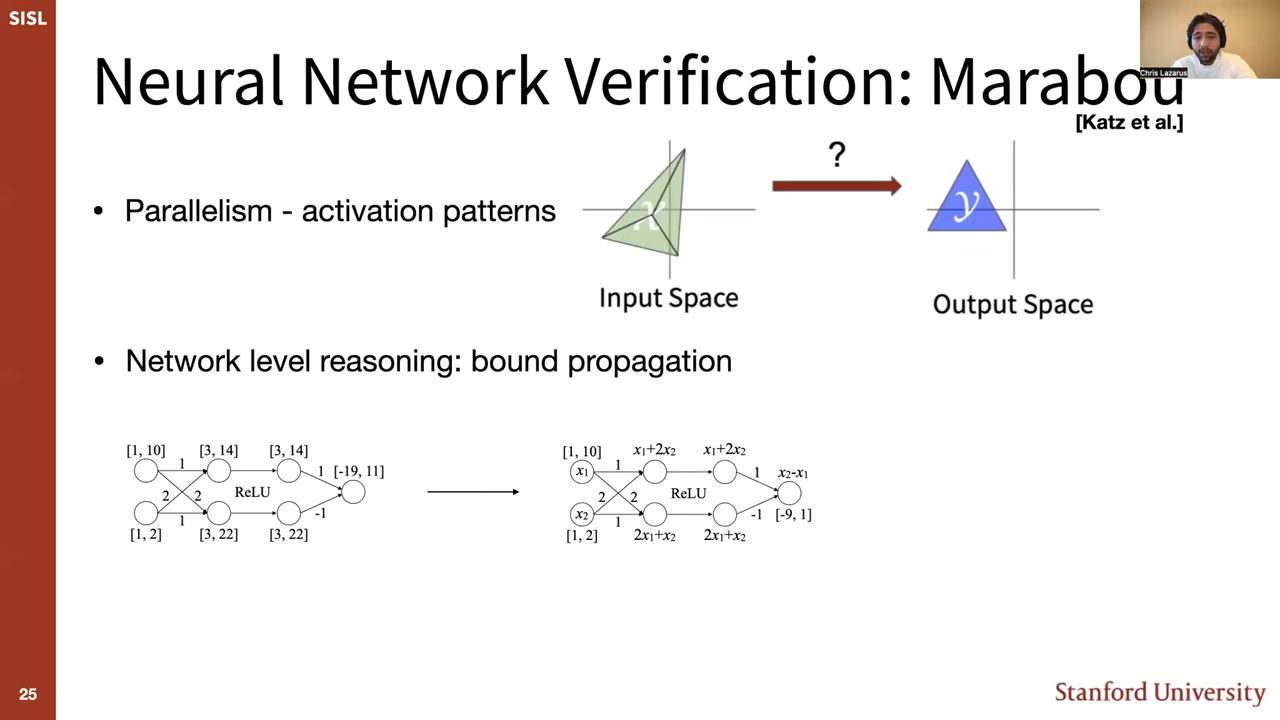 SISL
Chris Lazarus
Neural Network Verification: Marabou
[Katz et al.]
• Parallelism - activation patterns
?
X
y
Input Space
Output Space
• Network level reasoning: bound propagation
[1, 10] [3, 14] [3, 14]
1 1 [-19, 11]
2 2 ReLU
1 -1
[1, 2] [3, 22] [3, 22]
[1, 10] x1+2x2 x1+2x2
x1 1 1 x2-x1
2 2 ReLU
x2 1 -1 [-9, 1]
[1, 2] 2x1+x2 2x1+x2
25
Stanford University